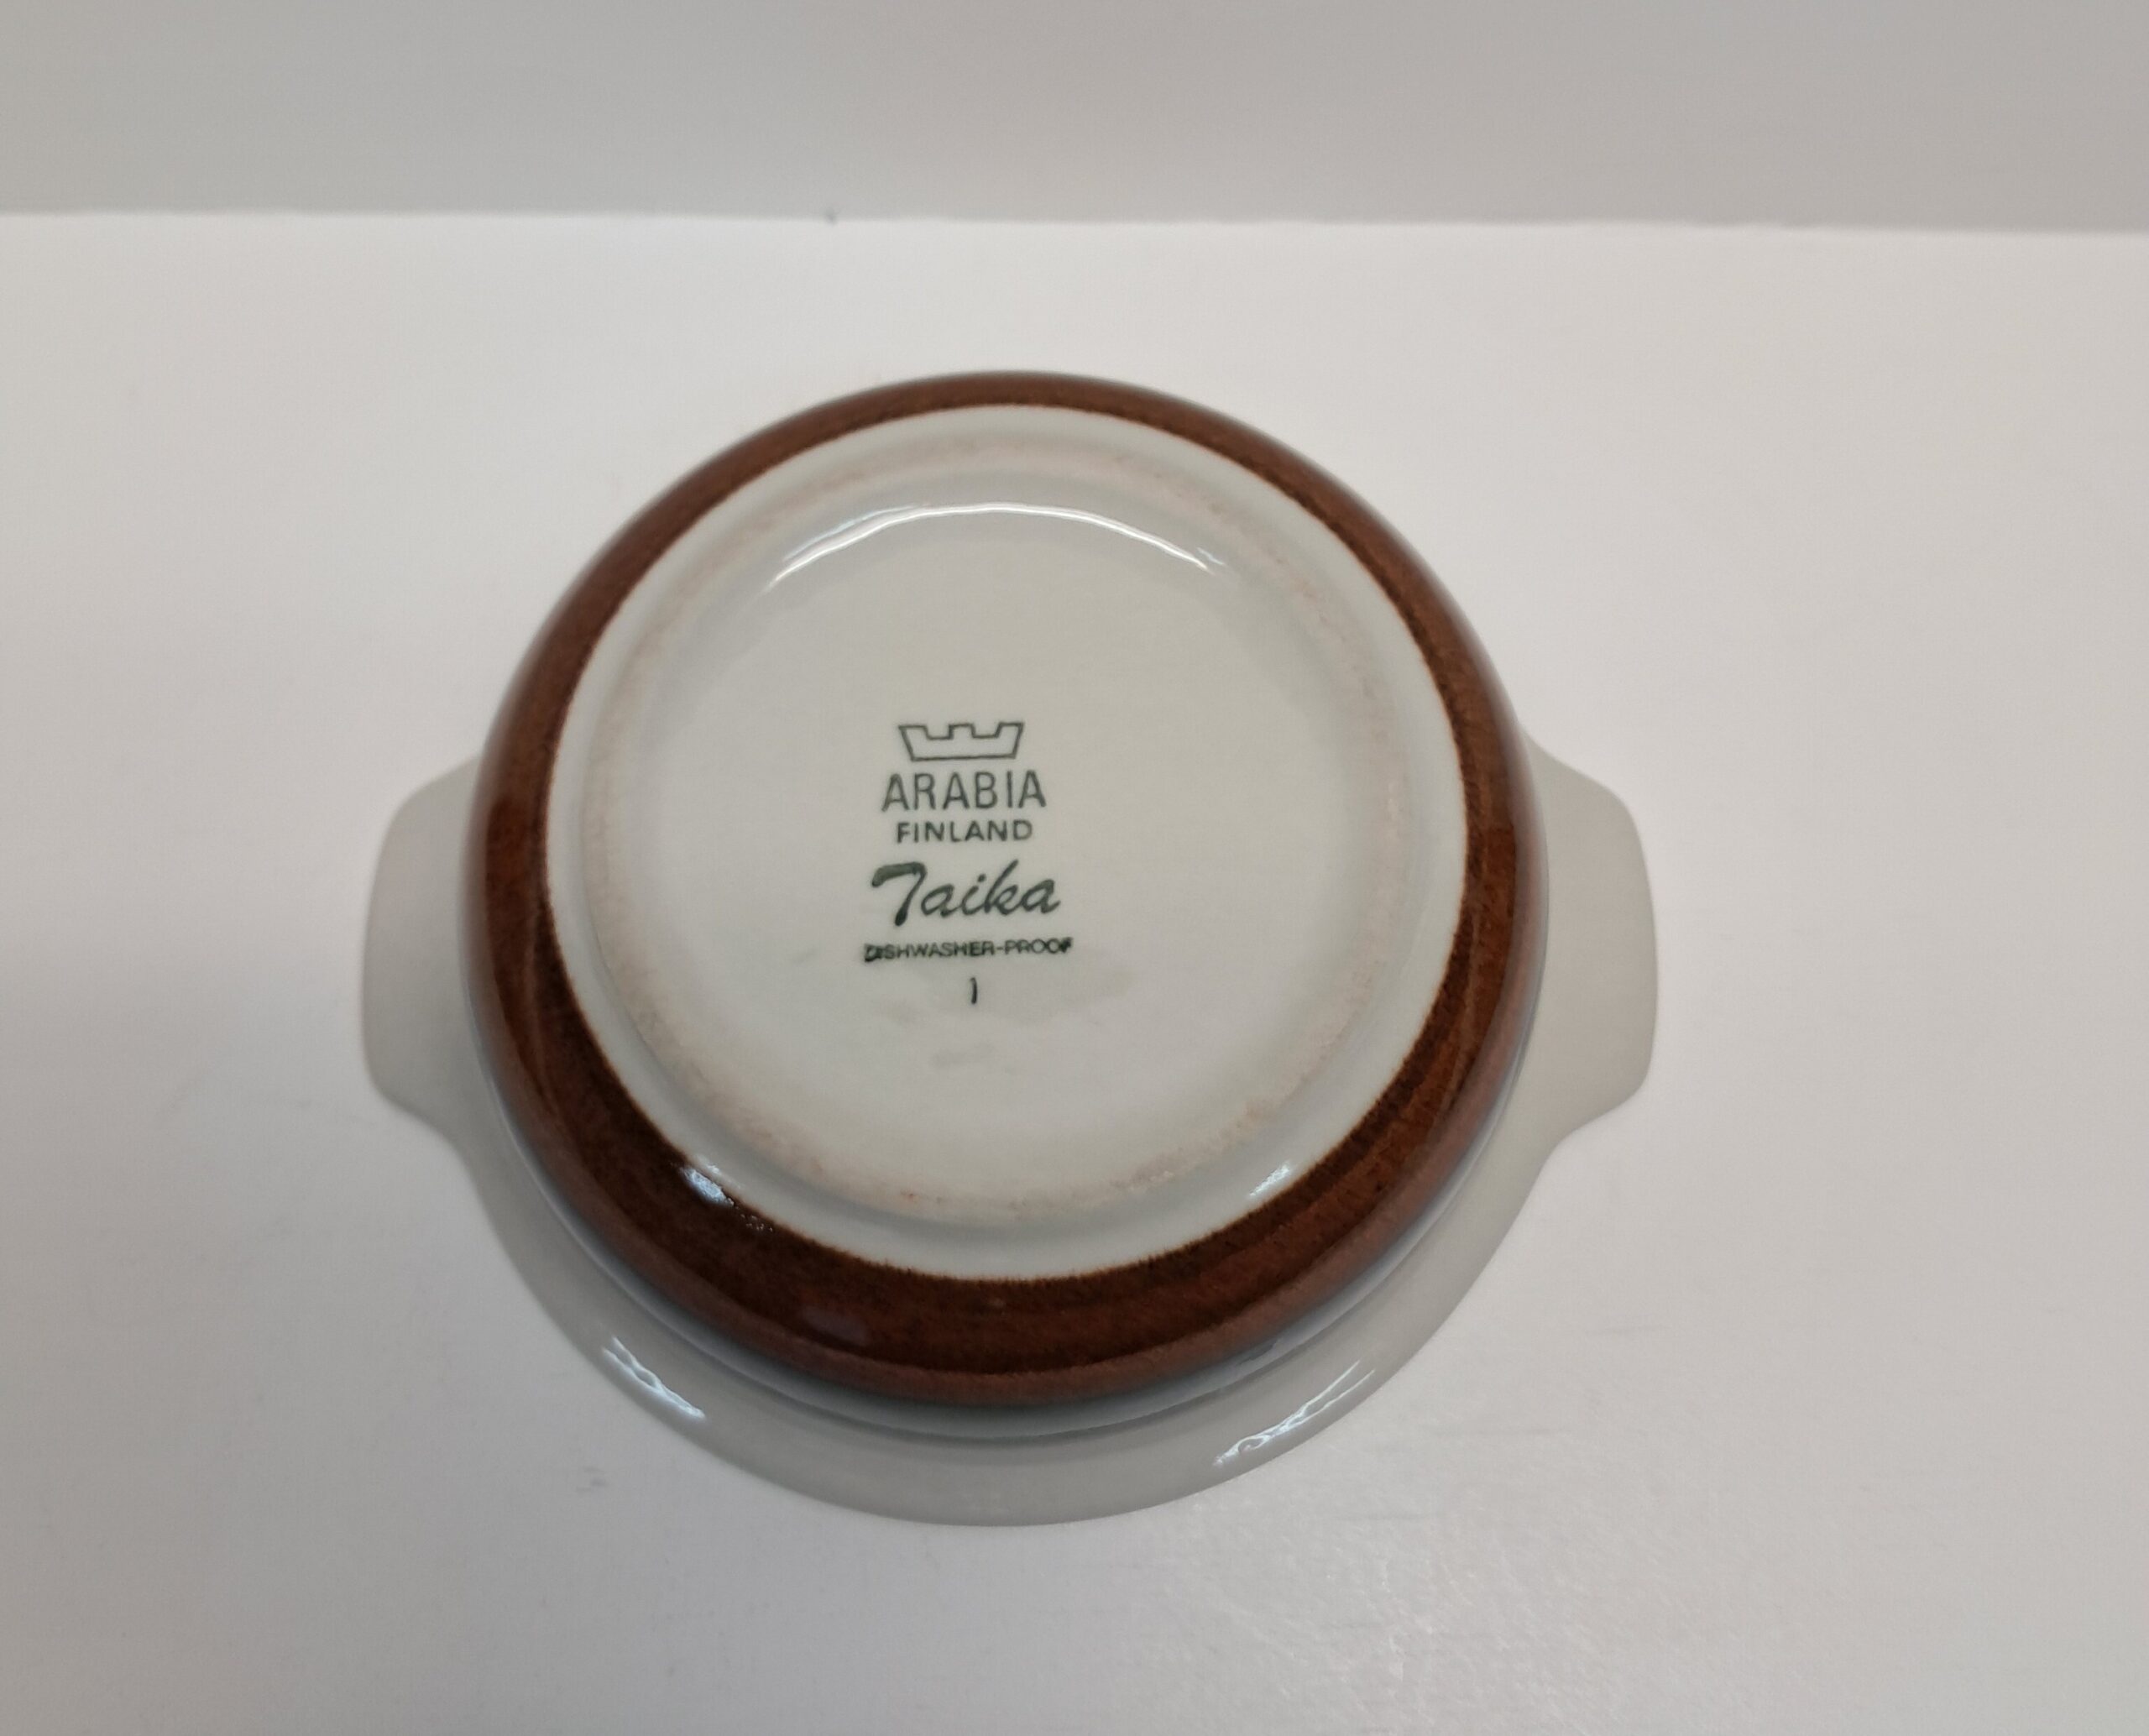 ARABIA
FINLAND
Taika
DISHWASHER-PROOF
1